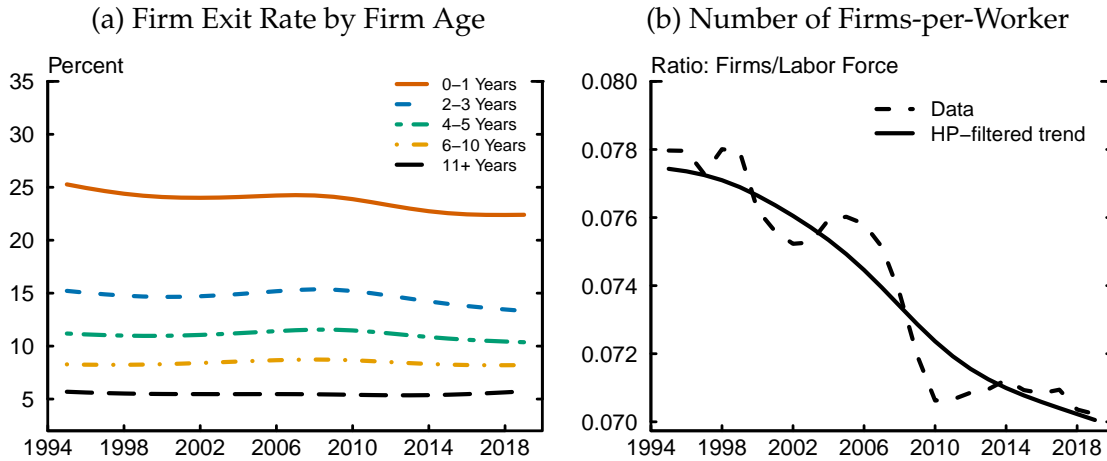 (a) Firm Exit Rate by Firm Age
Percent
35
30
25
20
15
10
5
0–1 Years
2–3 Years
4–5 Years
6–10 Years
11+ Years
1994 1998 2002 2006 2010 2014 2018
(b) Number of Firms-per-Worker
Ratio: Firms/Labor Force
0.080
0.078
0.076
0.074
0.072
0.070
Data
HP–filtered trend
1994 1998 2002 2006 2010 2014 2018